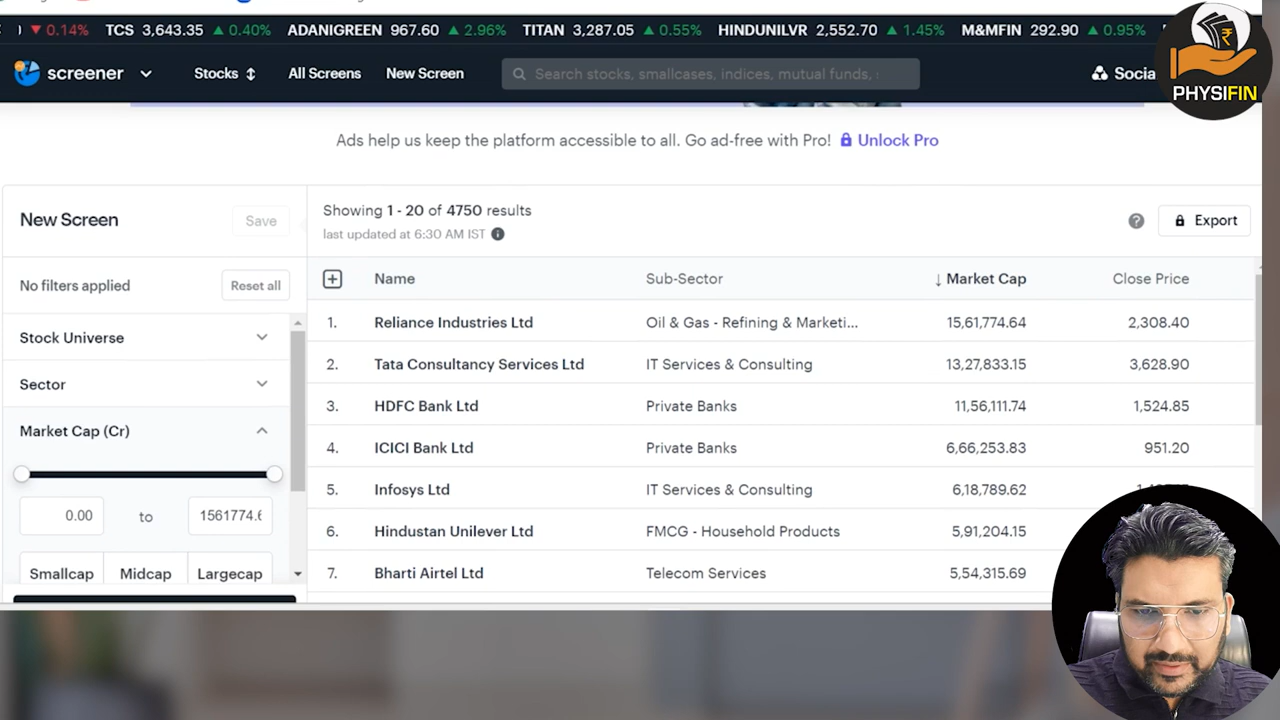 0.14% TCS 3,643.35 0.40% ADANIGREEN 967.60 2.96% TITAN 3,287.05 0.55% HINDUNILVR 2,552.70 1.45% M&MFIN 292.90 0.95%
screener Stocks All Screens New Screen Search stocks, smallcases, indices, mutual funds, Socia
PHYSIFIN
Ads help us keep the platform accessible to all. Go ad-free with Pro! Unlock Pro
New Screen Save
Showing 1 - 20 of 4750 results
last updated at 6:30 AM IST
Export
No filters applied Reset all
Stock Universe
Sector
Market Cap (Cr)
0.00 to 1561774.6
Smallcap Midcap Largecap
Name Sub-Sector ↓ Market Cap Close Price
1. Reliance Industries Ltd Oil & Gas - Refining & Marketi... 15,61,774.64 2,308.40
2. Tata Consultancy Services Ltd IT Services & Consulting 13,27,833.15 3,628.90
3. HDFC Bank Ltd Private Banks 11,56,111.74 1,524.85
4. ICICI Bank Ltd Private Banks 6,66,253.83 951.20
5. Infosys Ltd IT Services & Consulting 6,18,789.62
6. Hindustan Unilever Ltd FMCG - Household Products 5,91,204.15
7. Bharti Airtel Ltd Telecom Services 5,54,315.69